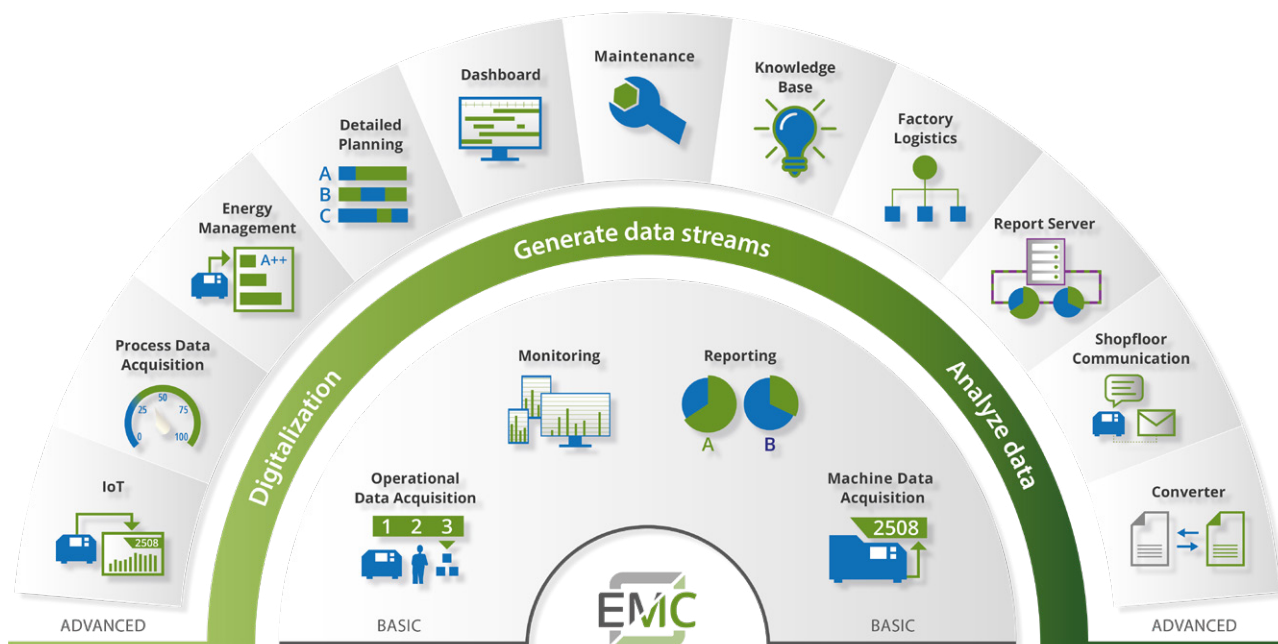 Maintenance
Dashboard
Knowledge
Base
Detailed
Planning
A
B
C
Factory
Logistics
Energy
Management
A++
Report Server
Generate data streams
Process Data
Acquisition
0
25
50
75
100
Shopfloor
Communication
Monitoring
Reporting
A
B
Digitalization
Analyze data
IoT
2508
Operational
Data Acquisition
1 2 3
Machine Data
Acquisition
2508
Converter
EMC
ADVANCED
BASIC
BASIC
ADVANCED